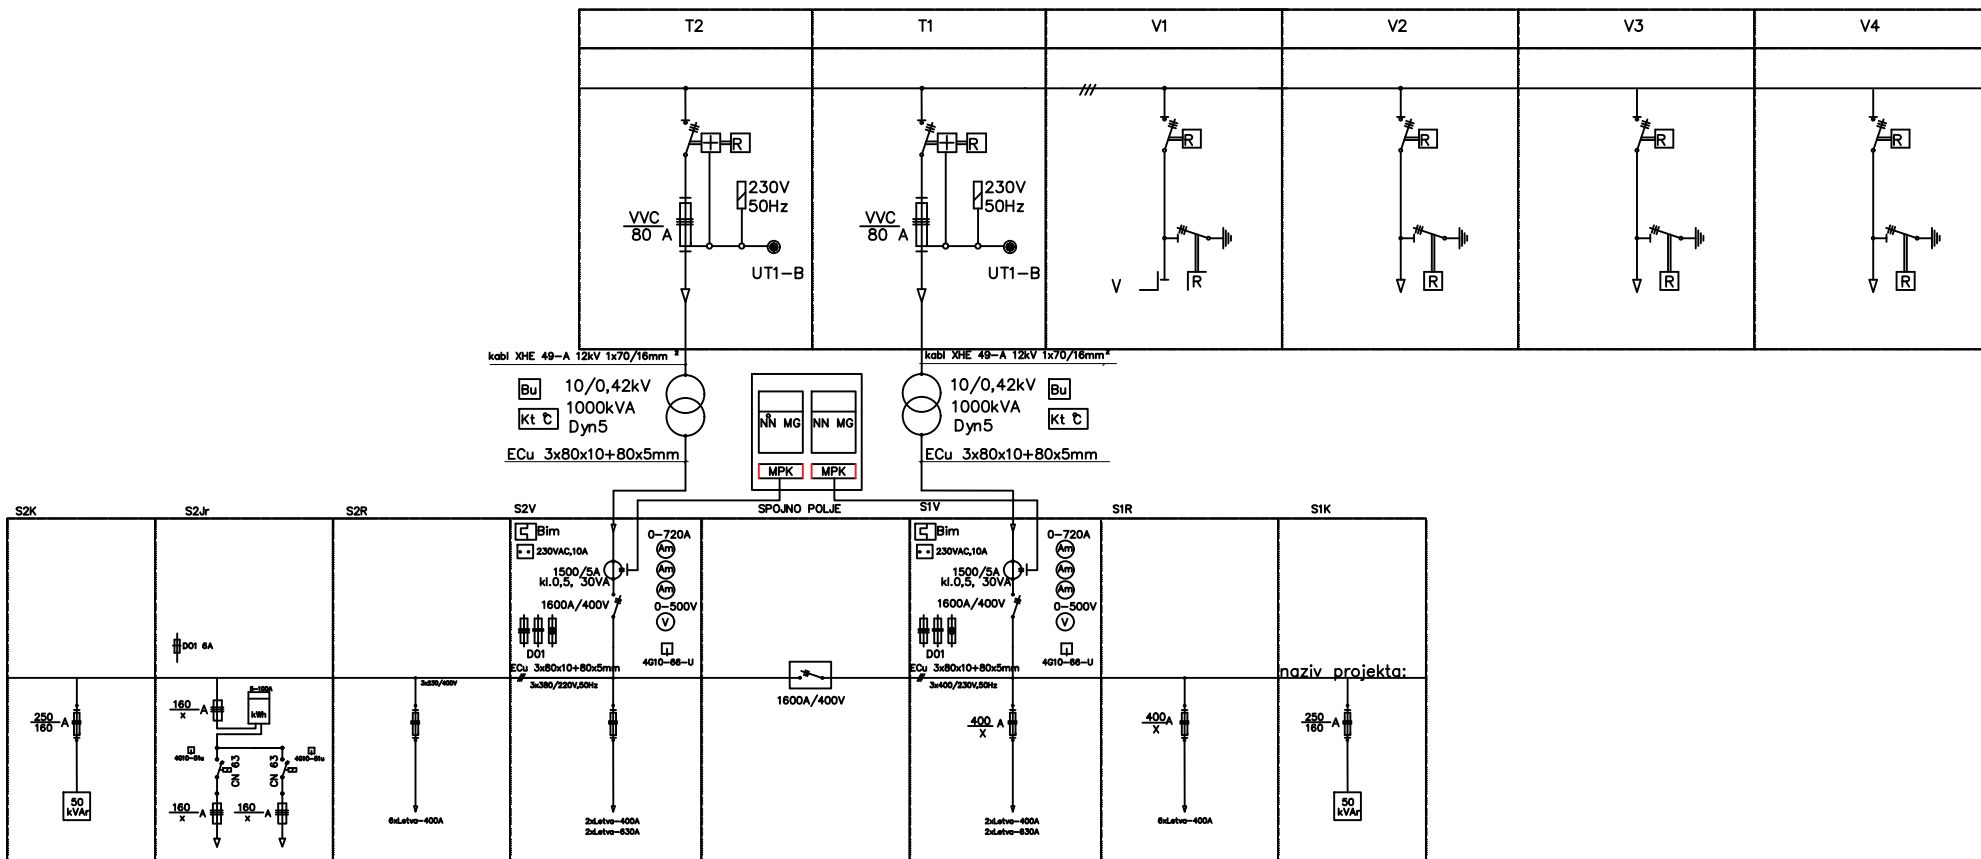 T2 T1 V1 V2 V3 V4
R R R R R R
230V 230V
50Hz 50Hz
VVC VVC
80 A 80 A
UT1-B UT1-B
V R R R R
kabl XHE 49-A 12kV 1x70/16mm² kabl XHE 49-A 12kV 1x70/16mm²
Bu 10/0,42kV 10/0,42kV Bu
1000kVA 1000kVA
Kt °C Kt °C
Dyn5 Dyn5
NN MG NN MG
ECu 3x80x10+80x5mm ECu 3x80x10+80x5mm
MPK MPK
S2K S2Jr S2R S2V SPOJNO POLJE S1V S1R S1K
Bim 0-720A Bim 0-720A
230VAC,10A Am 230VAC,10A Am
1500/5A Am 1500/5A Am
kl.0,5, 30VA Am kl.0,5, 30VA Am
1600A/400V 0-500V 1600A/400V 0-500V
V V
D01 6A D01 D01
4G10-66-U 4G10-66-U
ECu 3x80x10+80x5mm ECu 3x80x10+80x5mm
naziv projekta:
3x230/400V 3x380/220V,50Hz 3x400/230V,50Hz
1600A/400V
5-100A
kWh
250 A 160 A 400 A 400 A 250 A
160 x x x 160
4G10-51u CN 63 CN 63 4G10-51u
50 kVAr 160 A 160 A 50 kVAr
x x
6xLetva-400A 2xLetva-400A 2xLetva-400A 6xLetva-400A
2xLetva-630A 2xLetva-630A